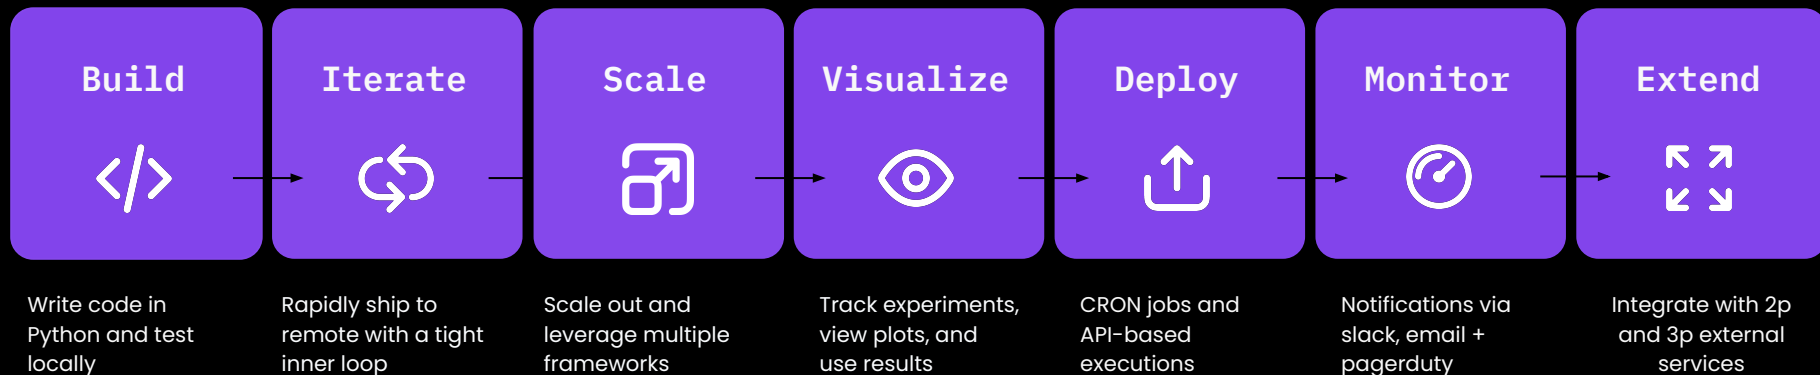 Build
Iterate
Scale
Visualize
Deploy
Monitor
Extend
Write code in
Python and test
locally
Rapidly ship to
remote with a tight
inner loop
Scale out and
leverage multiple
frameworks
Track experiments,
view plots, and
use results
CRON jobs and
API-based
executions
Notifications via
slack, email +
pagerduty
Integrate with 2p
and 3p external
services